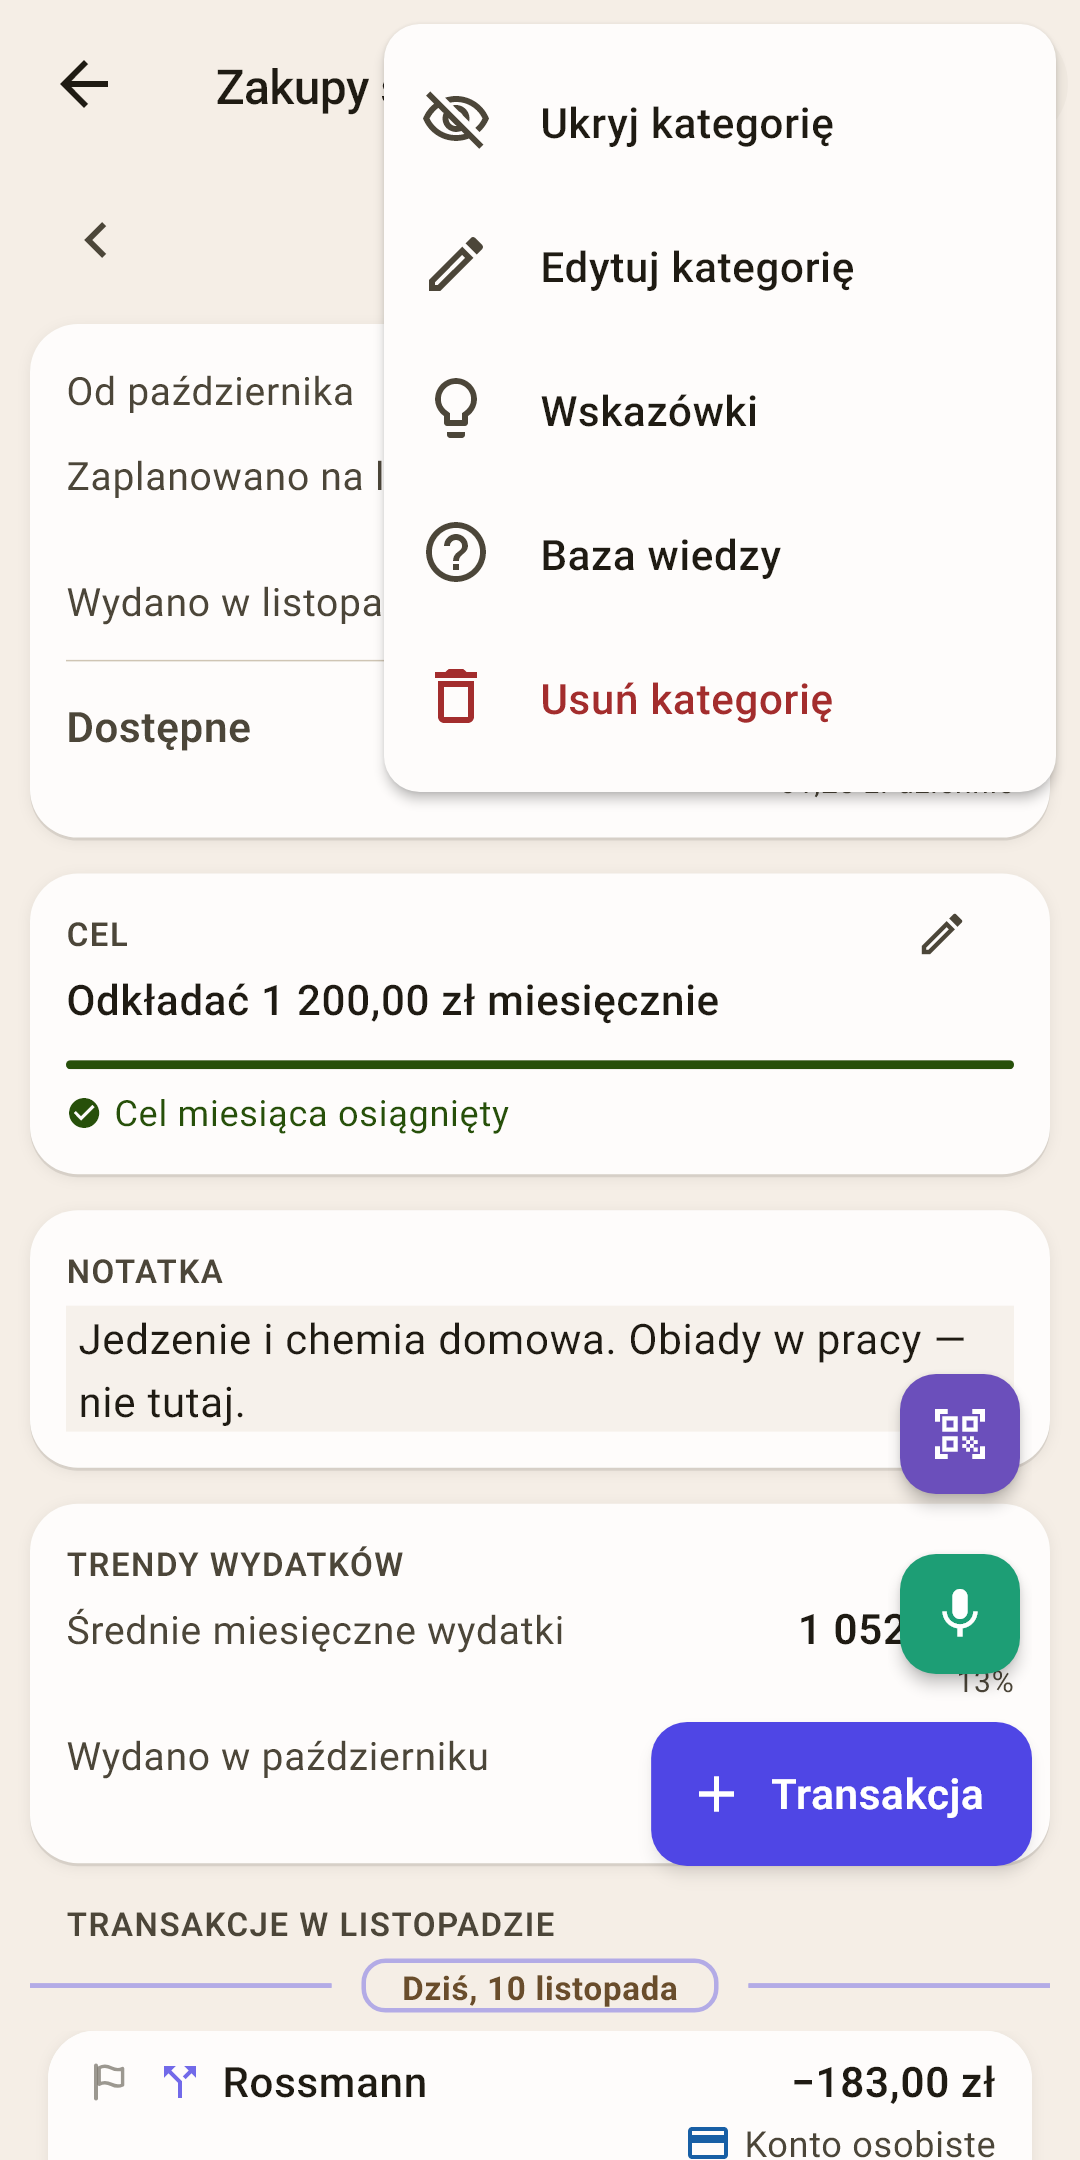 Zakupy
Ukryj kategorię
Edytuj kategorię
Wskazówki
Baza wiedzy
Usuń kategorię
Od października
Zaplanowano na
Wydano w listopa
Dostępne
CEL
Odkładać 1 200,00 zł miesięcznie
Cel miesiąca osiągnięty
NOTATKA
Jedzenie i chemia domowa. Obiady w pracy —
nie tutaj.
TRENDY WYDATKÓW
Średnie miesięczne wydatki 1 052
13%
Wydano w październiku
Transakcja
TRANSAKCJE W LISTOPADZIE
Dziś, 10 listopada
Rossmann −183,00 zł
Konto osobiste